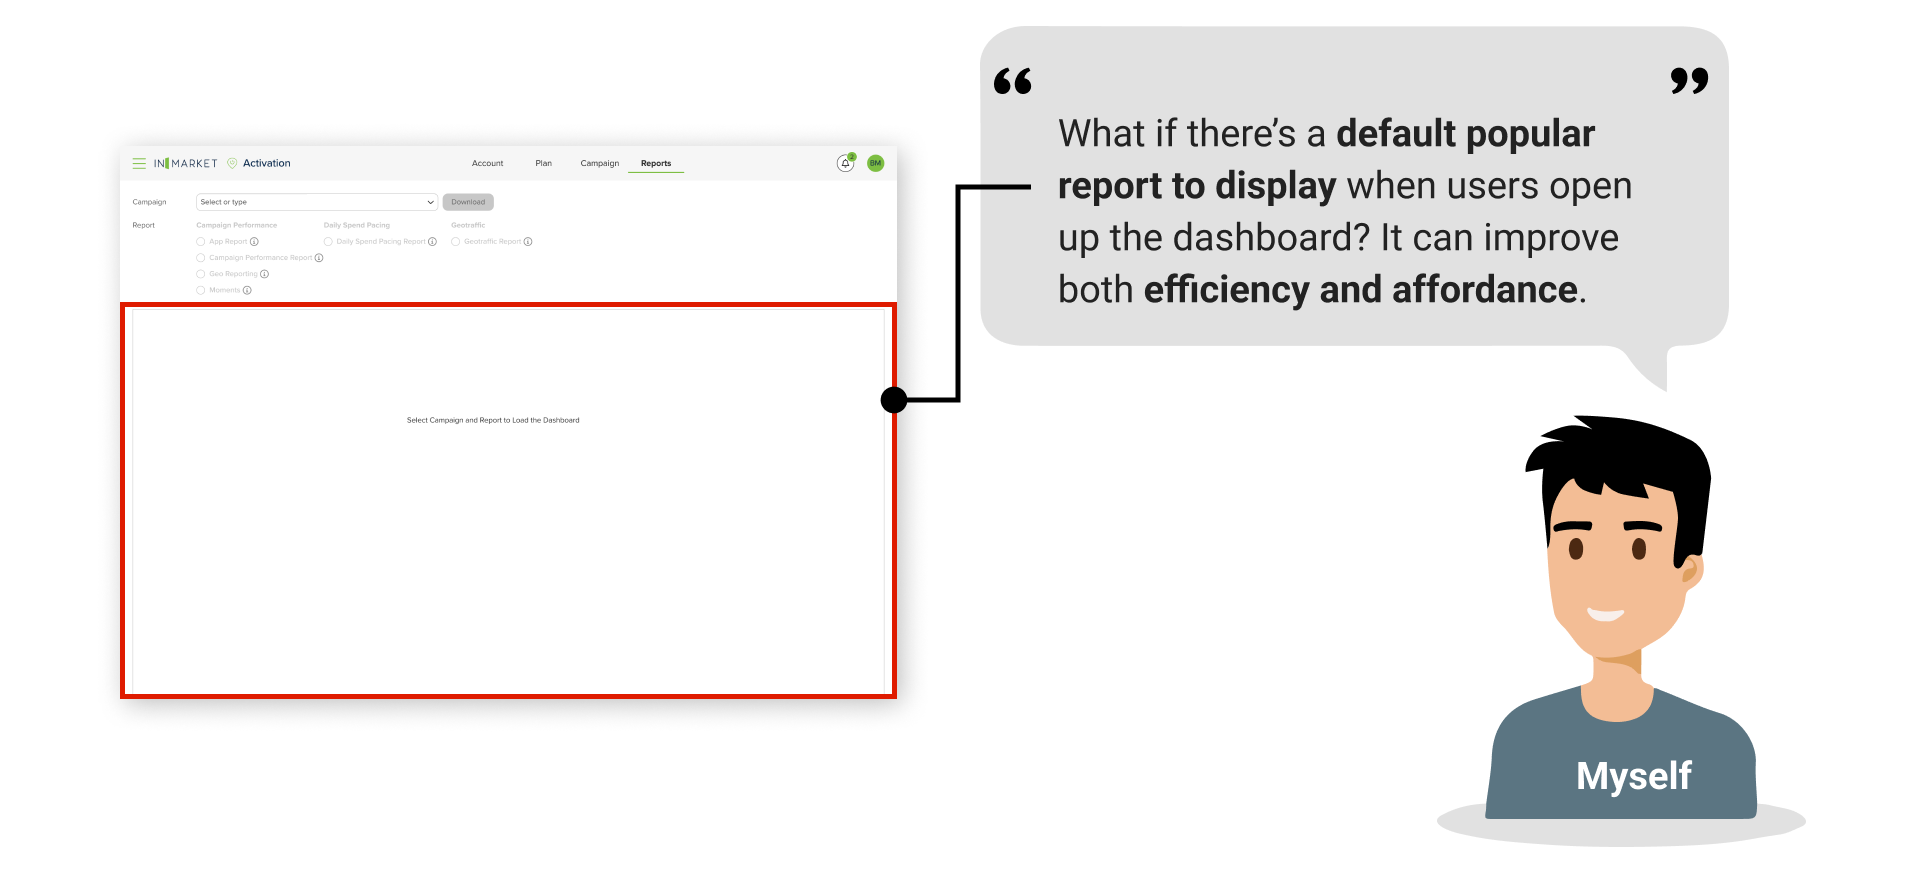 INMARKET Activation Account Plan Campaign Reports 2 BM
Campaign Select or type Download
Report Campaign Performance Daily Spend Pacing Geotraffic
App Report Daily Spend Pacing Report Geotraffic Report
Campaign Performance Report
Geo Reporting
Moments
Select Campaign and Report to Load the Dashboard
“ ”
What if there’s a default popular
report to display when users open
up the dashboard? It can improve
both efficiency and affordance.
Myself